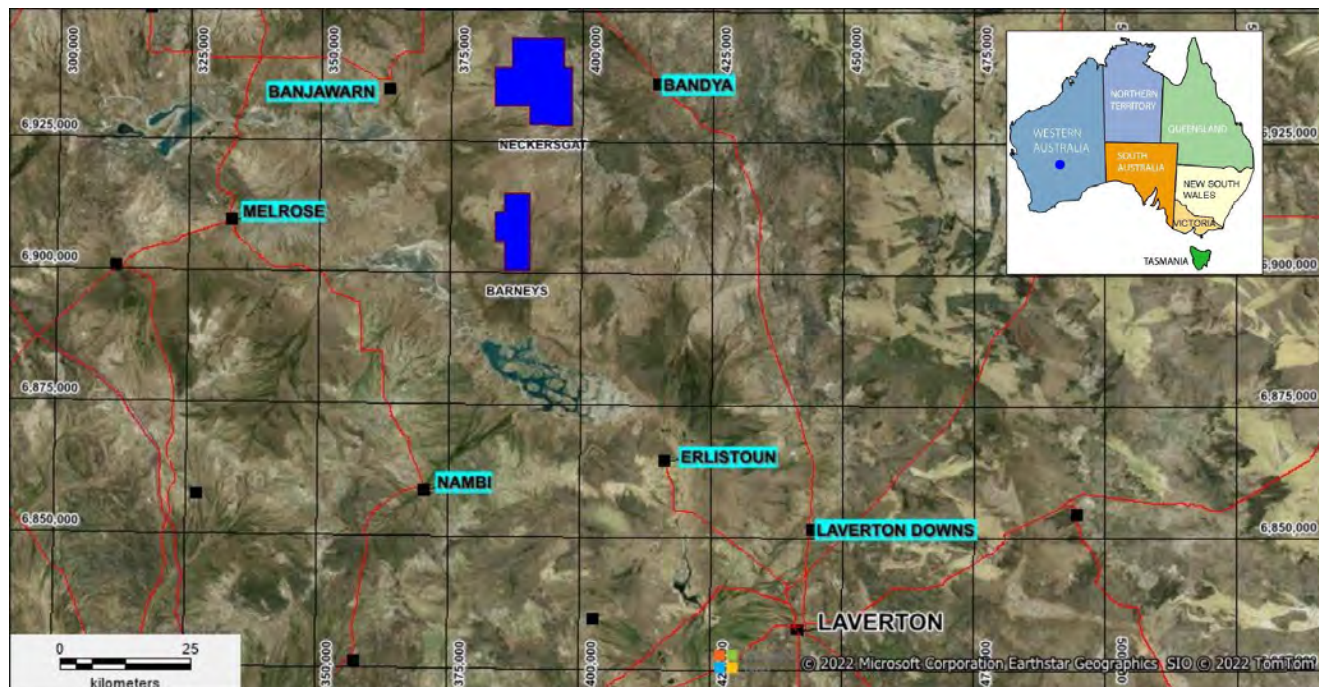 300,000
325,000
350,000
375,000
400,000
425,000
450,000
475,000
BANJAWARN
BANDYA
NECKERSGAT
6,925,000
6,925,000
MELROSE
6,900,000
6,900,000
BARNEYS
6,875,000
6,875,000
ERLISTOUN
NAMBI
6,850,000
6,850,000
LAVERTON DOWNS
LAVERTON
NORTHERN
TERRITORY
QUEENSLAND
WESTERN
AUSTRALIA
SOUTH
AUSTRALIA
NEW SOUTH
WALES
VICTORIA
TASMANIA
0 25
kilometers
350,000
375,000
400,000
425,000
475,000
© 2022 Microsoft Corporation Earthstar Geographics SIO © 2022 TomTom